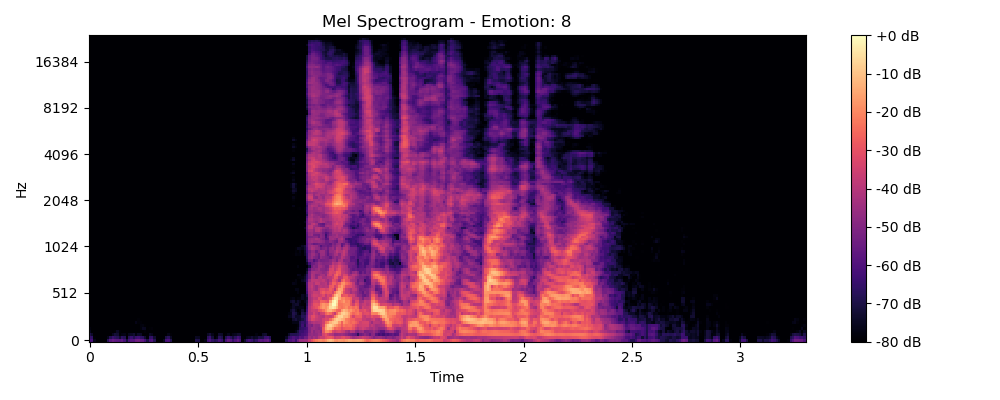 Mel Spectrogram - Emotion: 8
Hz
16384
8192
4096
2048
1024
512
0
0 0.5 1 1.5 2 2.5 3
Time
+0 dB
-10 dB
-20 dB
-30 dB
-40 dB
-50 dB
-60 dB
-70 dB
-80 dB